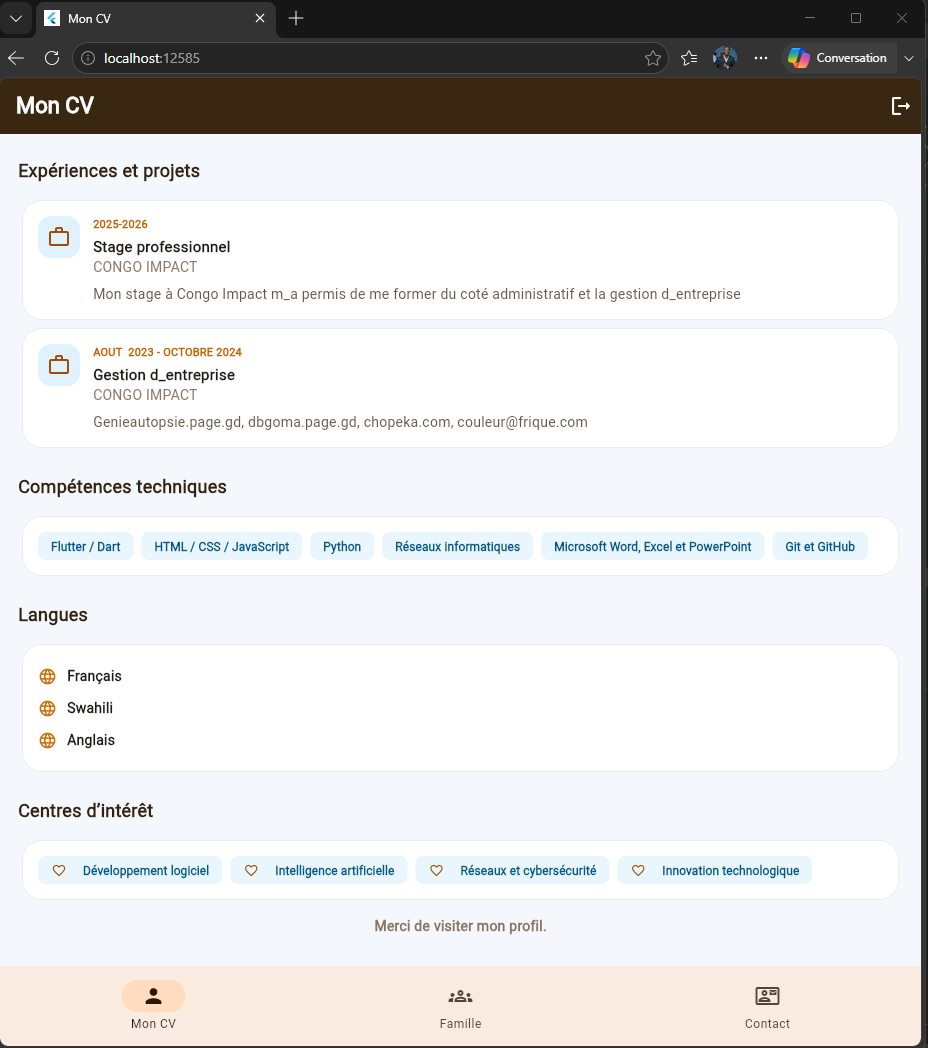 Mon CV
localhost:12585
Conversation
Mon CV
Expériences et projets
2025-2026
Stage professionnel
CONGO IMPACT
Mon stage à Congo Impact m_a permis de me former du coté administratif et la gestion d_entreprise
AOUT  2023 - OCTOBRE 2024
Gestion d_entreprise
CONGO IMPACT
Genieautopsie.page.gd, dbgoma.page.gd, chopeka.com, couleur@frique.com
Compétences techniques
Flutter / Dart HTML / CSS / JavaScript Python Réseaux informatiques Microsoft Word, Excel et PowerPoint Git et GitHub
Langues
Français
Swahili
Anglais
Centres d’intérêt
Développement logiciel Intelligence artificielle Réseaux et cybersécurité Innovation technologique
Merci de visiter mon profil.
Mon CV Famille Contact